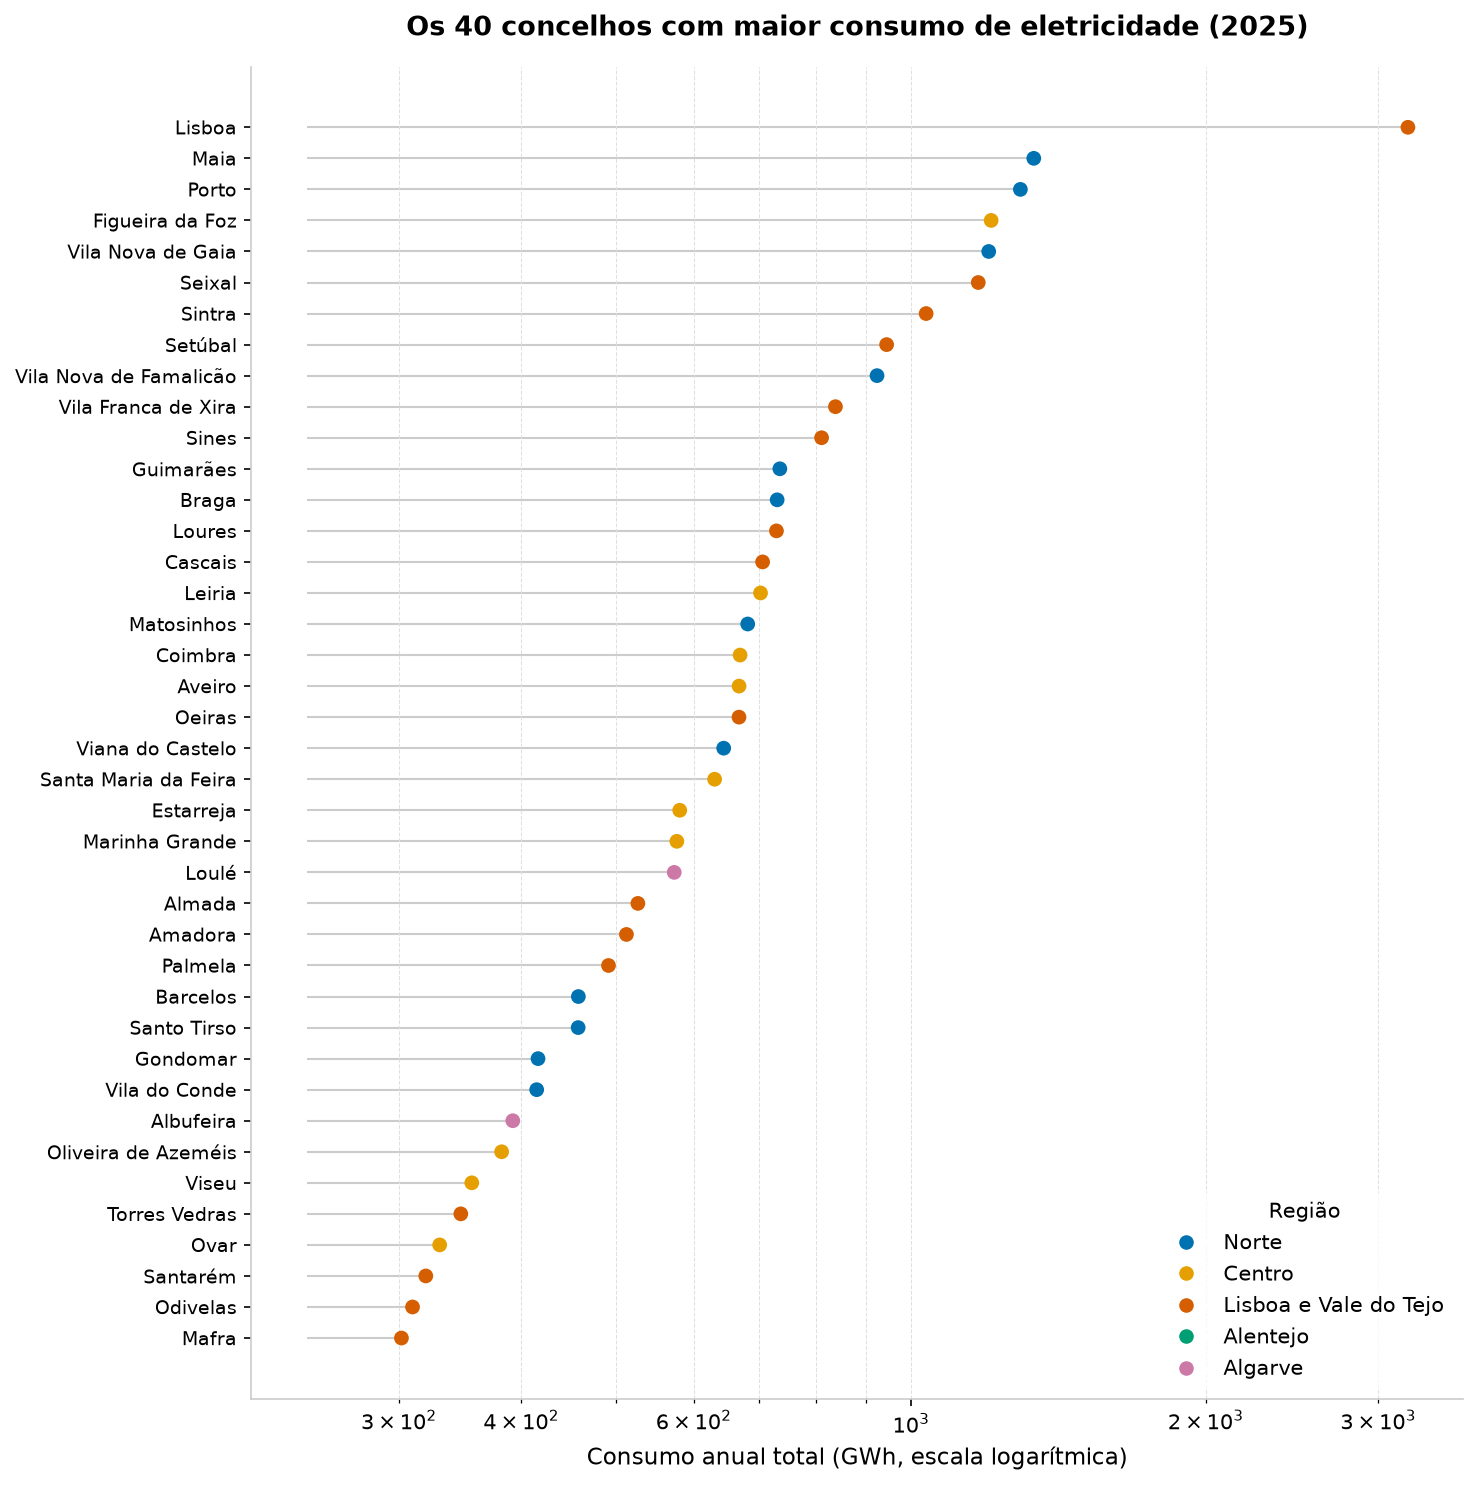 Os 40 concelhos com maior consumo de eletricidade (2025)
Lisboa
Maia
Porto
Figueira da Foz
Vila Nova de Gaia
Seixal
Sintra
Setúbal
Vila Nova de Famalicão
Vila Franca de Xira
Sines
Guimarães
Braga
Loures
Cascais
Leiria
Matosinhos
Coimbra
Aveiro
Oeiras
Viana do Castelo
Santa Maria da Feira
Estarreja
Marinha Grande
Loulé
Almada
Amadora
Palmela
Barcelos
Santo Tirso
Gondomar
Vila do Conde
Albufeira
Oliveira de Azeméis
Viseu
Torres Vedras
Ovar
Santarém
Odivelas
Mafra
Região
Norte
Centro
Lisboa e Vale do Tejo
Alentejo
Algarve
3 × 10² 4 × 10² 6 × 10² 10³ 2 × 10³ 3 × 10³
Consumo anual total (GWh, escala logarítmica)